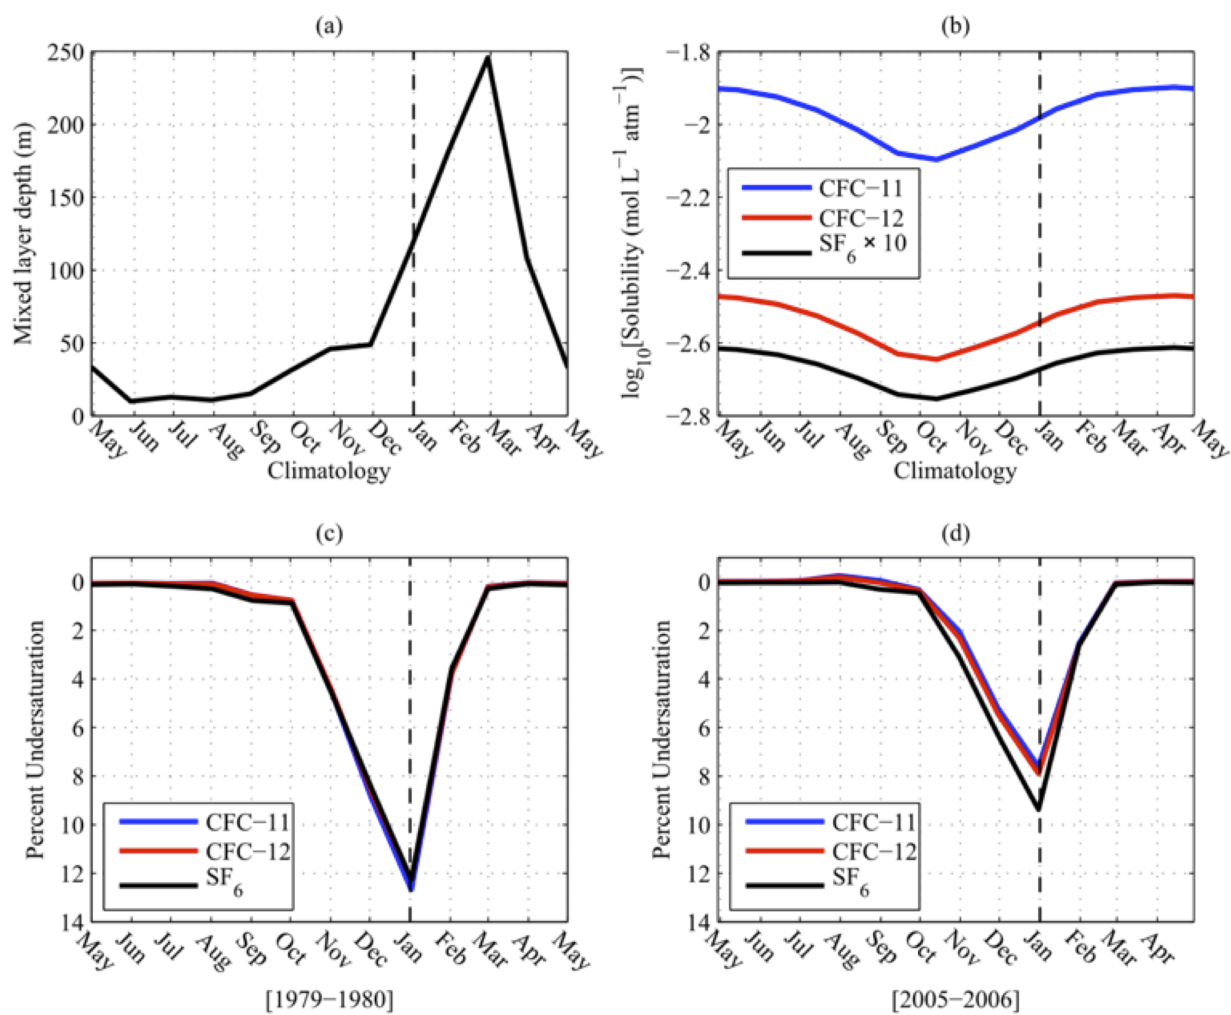 (a)
250
200
150
100
50
0
Mixed layer depth (m)
May Jun Jul Aug Sep Oct Nov Dec Jan Feb Mar Apr May
Climatology
(b)
−1.8
−2
−2.2
−2.4
−2.6
−2.8
log10[Solubility (mol L−1 atm−1)]
CFC−11
CFC−12
SF6 × 10
May Jun Jul Aug Sep Oct Nov Dec Jan Feb Mar Apr May
Climatology
(c)
0
2
4
6
8
10
12
14
Percent Undersaturation
CFC−11
CFC−12
SF6
May Jun Jul Aug Sep Oct Nov Dec Jan Feb Mar Apr May
[1979−1980]
(d)
0
2
4
6
8
10
12
14
Percent Undersaturation
CFC−11
CFC−12
SF6
May Jun Jul Aug Sep Oct Nov Dec Jan Feb Mar Apr
[2005−2006]